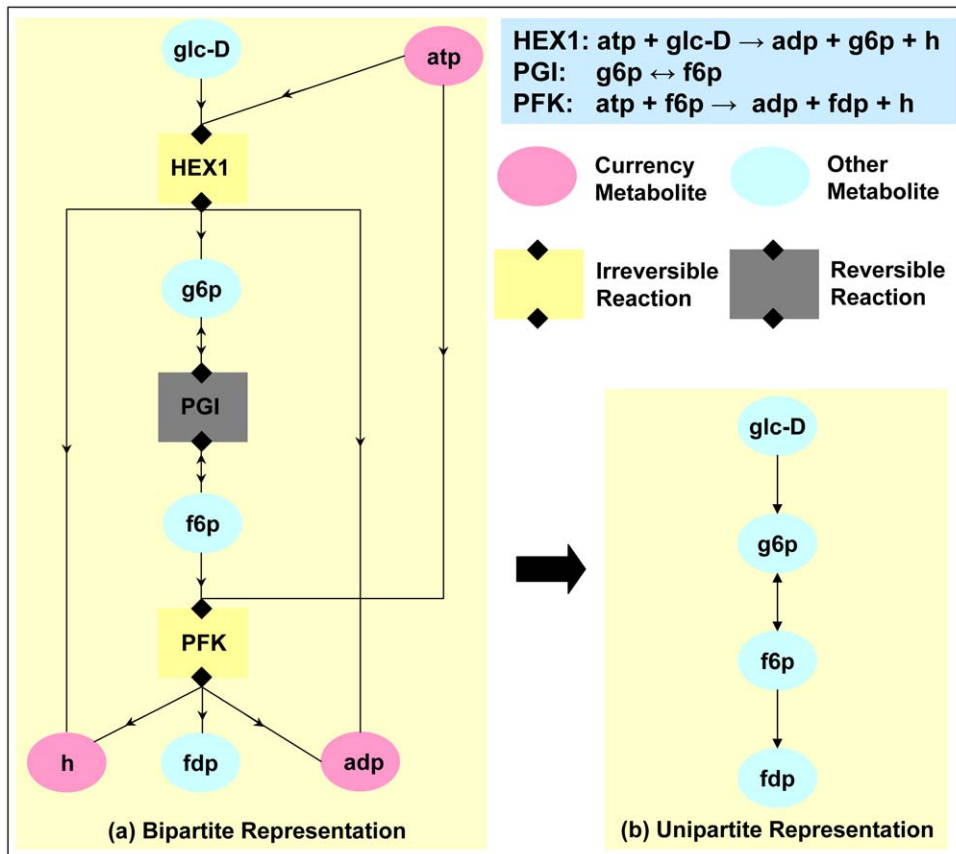 glc-D
atp
HEX1
g6p
PGI
f6p
PFK
h
fdp
adp
(a) Bipartite Representation
HEX1: atp + glc-D → adp + g6p + h
PGI: g6p ↔ f6p
PFK: atp + f6p → adp + fdp + h
Currency
Metabolite
Other
Metabolite
Irreversible
Reaction
Reversible
Reaction
glc-D
g6p
f6p
fdp
(b) Unipartite Representation